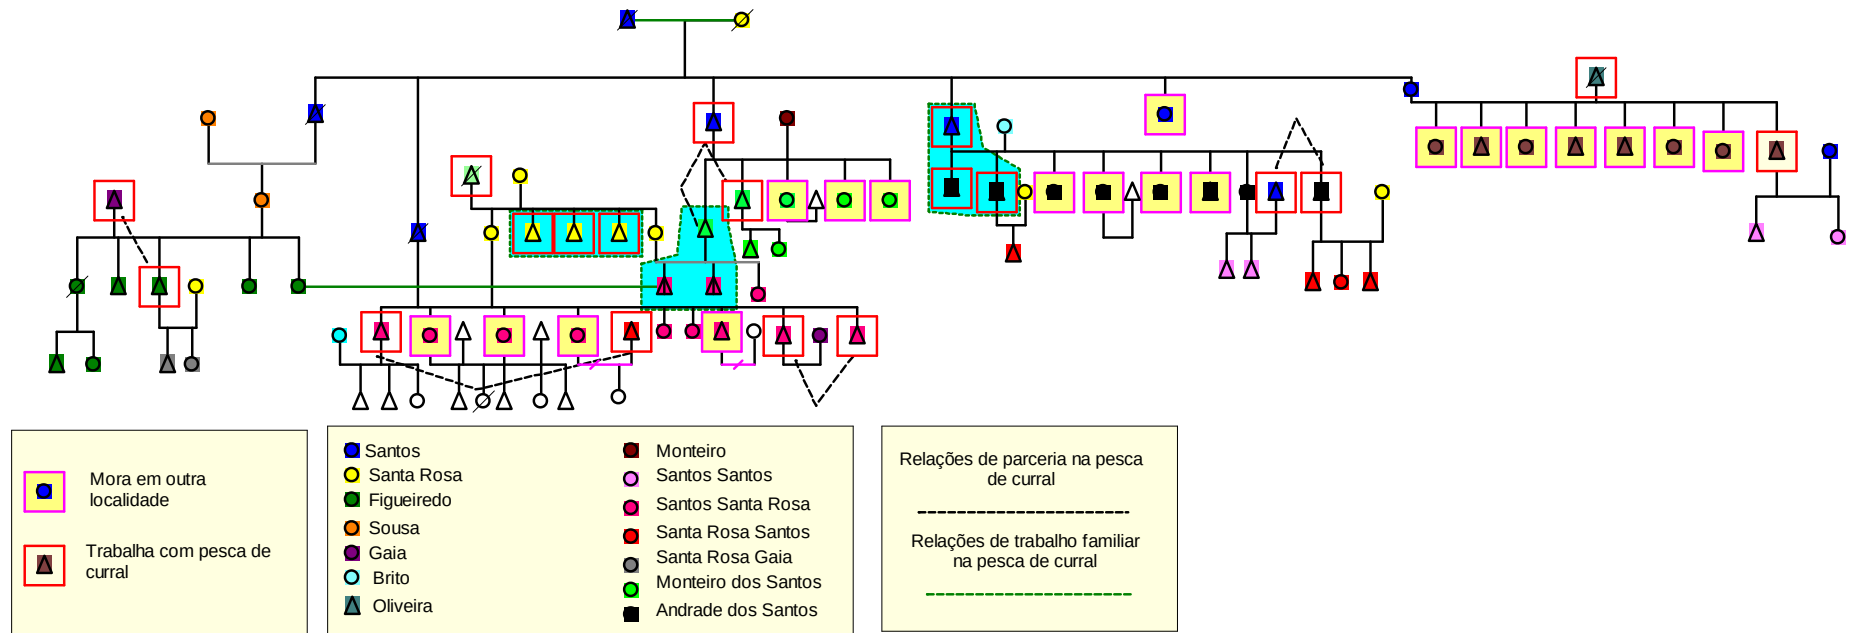 Mora em outra
localidade
Trabalha com pesca de
curral
Santos
Santa Rosa
Figueiredo
Sousa
Gaia
Brito
Oliveira
Monteiro
Santos Santos
Santos Santa Rosa
Santa Rosa Santos
Santa Rosa Gaia
Monteiro dos Santos
Andrade dos Santos
Relações de parceria na pesca
de curral
Relações de trabalho familiar
na pesca de curral